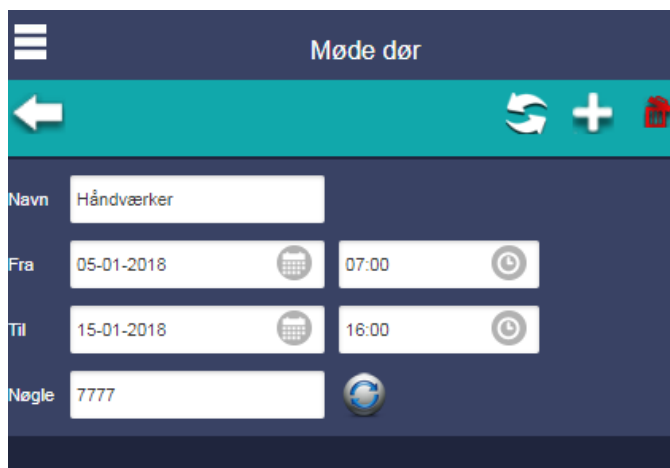 Møde dør
Navn Håndværker
Fra 05-01-2018 07:00
Til 15-01-2018 16:00
Nøgle 7777